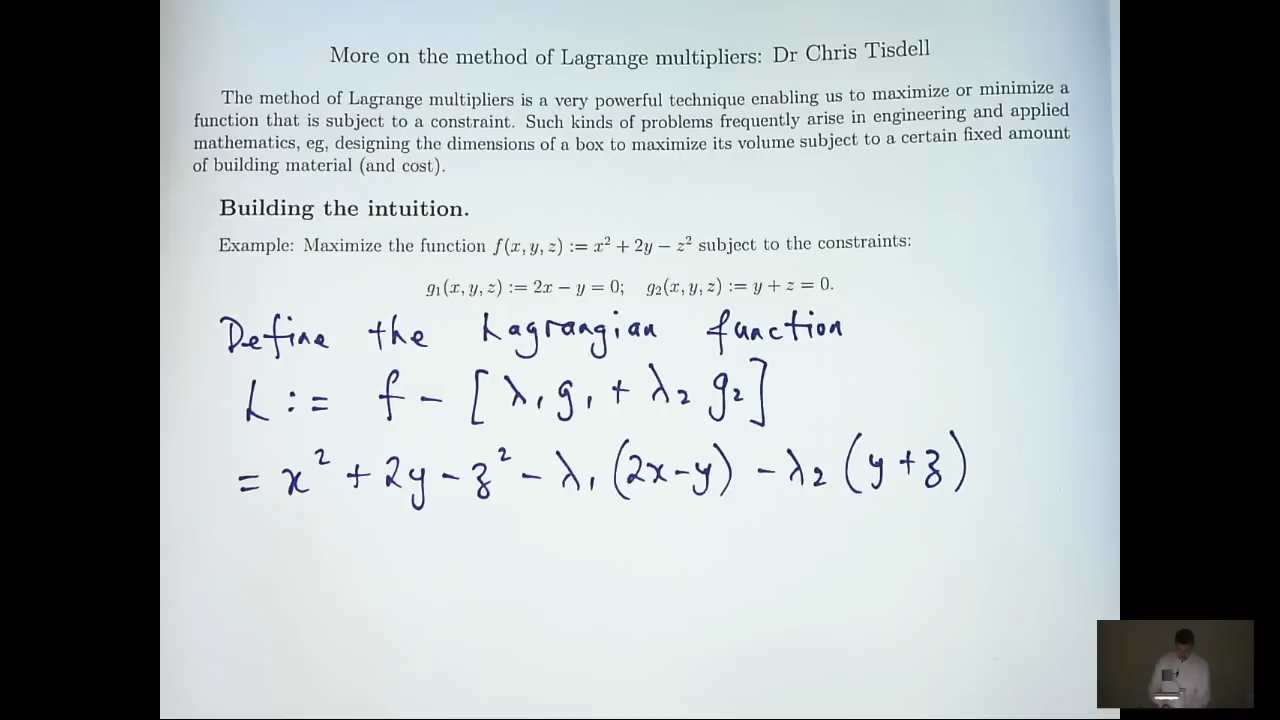 More on the method of Lagrange multipliers: Dr Chris Tisdell
The method of Lagrange multipliers is a very powerful technique enabling us to maximize or minimize a
function that is subject to a constraint. Such kinds of problems frequently arise in engineering and applied
mathematics, eg, designing the dimensions of a box to maximize its volume subject to a certain fixed amount
of building material (and cost).
Building the intuition.
Example: Maximize the function f(x, y, z) := x² + 2y − z² subject to the constraints:
g₁(x, y, z) := 2x − y = 0; g₂(x, y, z) := y + z = 0.
Define the Lagrangian function
L := f − [λ₁ g₁ + λ₂ g₂]
= x² + 2y − z² − λ₁ (2x − y) − λ₂ (y + z)